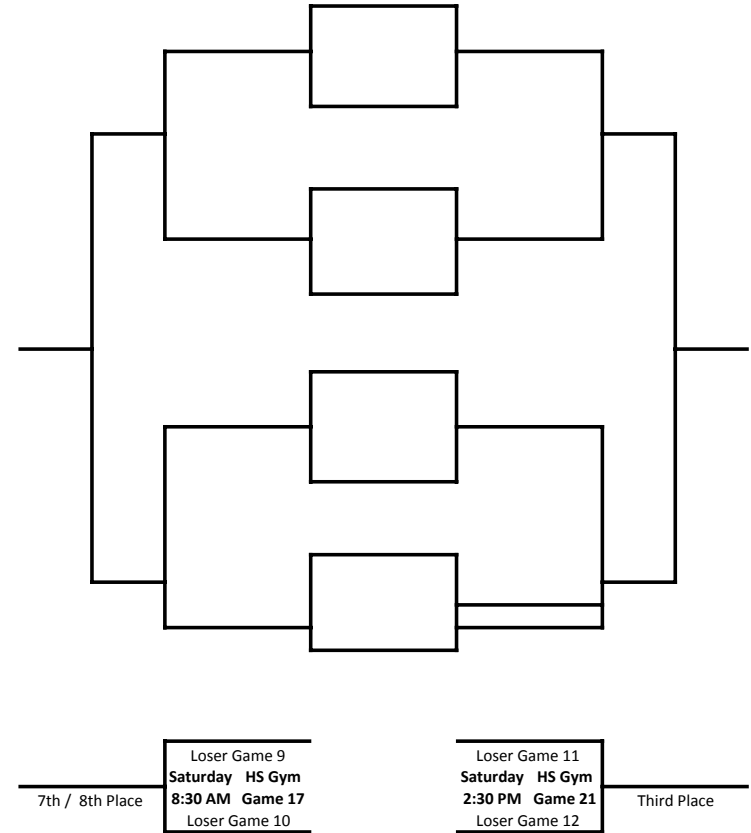 Loser Game 9
Saturday HS Gym
8:30 AM Game 17
Loser Game 10
7th / 8th Place
Loser Game 11
Saturday HS Gym
2:30 PM Game 21
Loser Game 12
Third Place